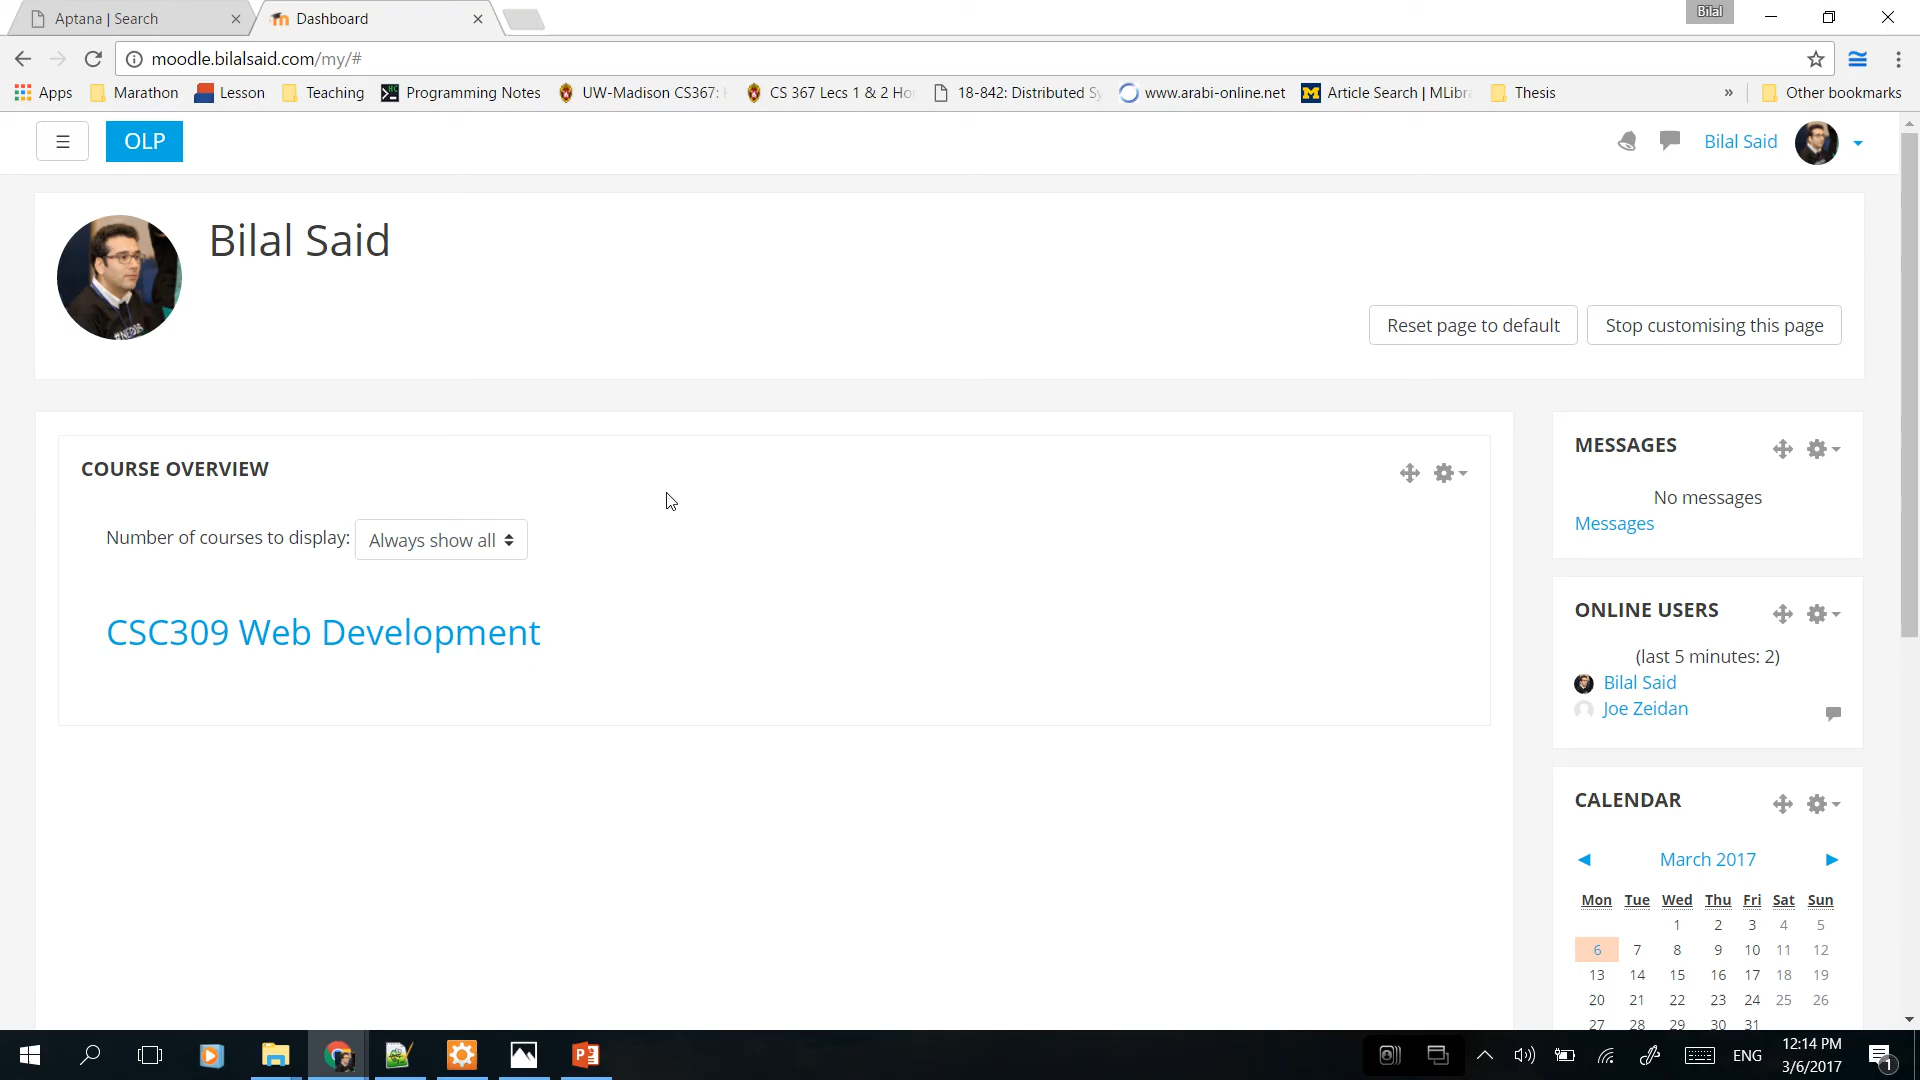 Aptana | Search
Dashboard
Bilal
moodle.bilalsaid.com/my/#
Apps Marathon Lesson Teaching Programming Notes UW-Madison CS367: CS 367 Lecs 1 & 2 Ho 18-842: Distributed Sy www.arabi-online.net Article Search | MLibra Thesis » Other bookmarks
OLP
Bilal Said
Bilal Said
Reset page to default
Stop customising this page
COURSE OVERVIEW
Number of courses to display: Always show all
CSC309 Web Development
MESSAGES
No messages
Messages
ONLINE USERS
(last 5 minutes: 2)
Bilal Said
Joe Zeidan
CALENDAR
◀ March 2017 ▶
Mon Tue Wed Thu Fri Sat Sun
1 2 3 4 5
6 7 8 9 10 11 12
13 14 15 16 17 18 19
20 21 22 23 24 25 26
27 28 29 30 31
ENG
12:14 PM
3/6/2017
1